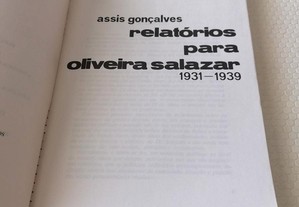 assis gonçalves
relatórios
para
oliveira salazar
1931-1939